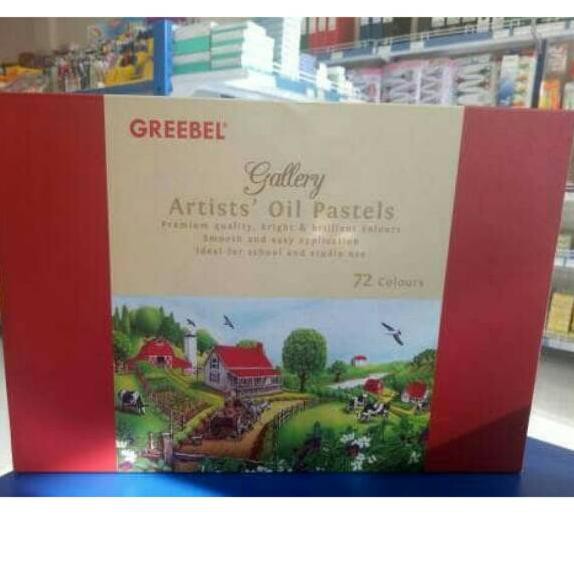 GREEBEL®
Gallery
Artists' Oil Pastels
Premium quality, bright & brilliant colours
Smooth and easy application
Ideal for school and studio use
72 Colours